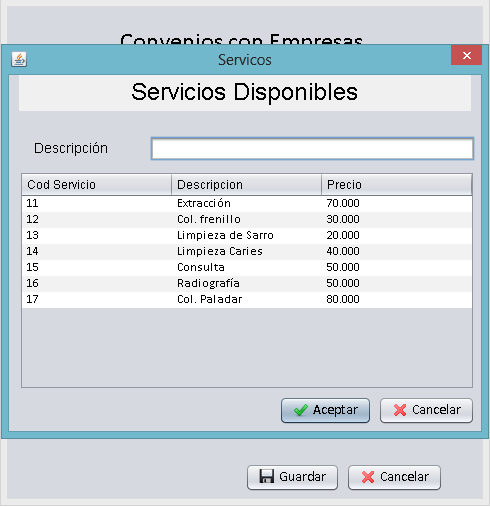 Convenios con Empresas
Servicos
Servicios Disponibles
Descripción
Cod Servicio Descripcion Precio
11 Extracción 70.000
12 Col. frenillo 30.000
13 Limpieza de Sarro 20.000
14 Limpieza Caries 40.000
15 Consulta 50.000
16 Radiografía 50.000
17 Col. Paladar 80.000
Aceptar Cancelar
Guardar Cancelar